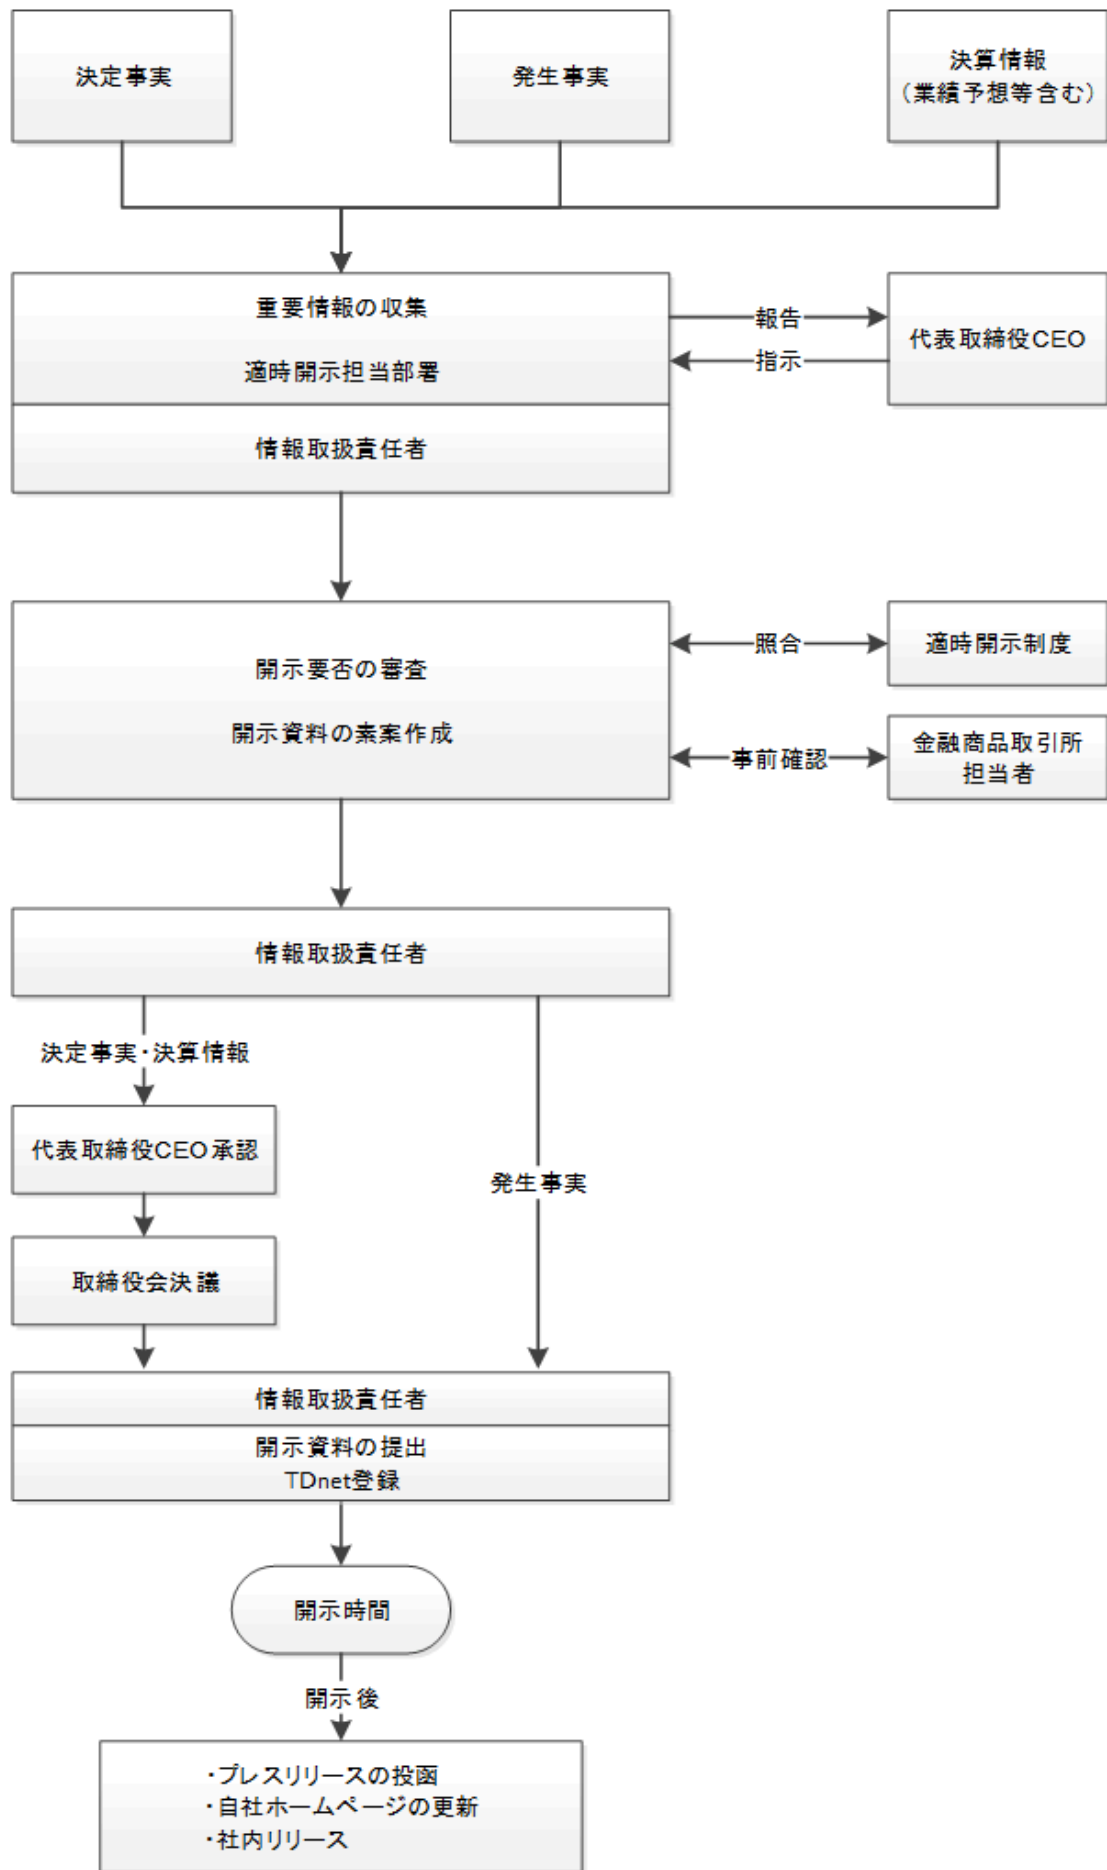 決定事実
発生事実
決算情報
（業績予想等含む）
重要情報の収集
適時開示担当部署
情報取扱責任者
報告
指示
代表取締役CEO
開示要否の審査
開示資料の素案作成
照合
適時開示制度
事前確認
金融商品取引所
担当者
情報取扱責任者
決定事実・決算情報
代表取締役CEO承認
発生事実
取締役会決議
情報取扱責任者
開示資料の提出
TDnet登録
開示時間
開示後
・プレスリリースの投函
・自社ホームページの更新
・社内リリース